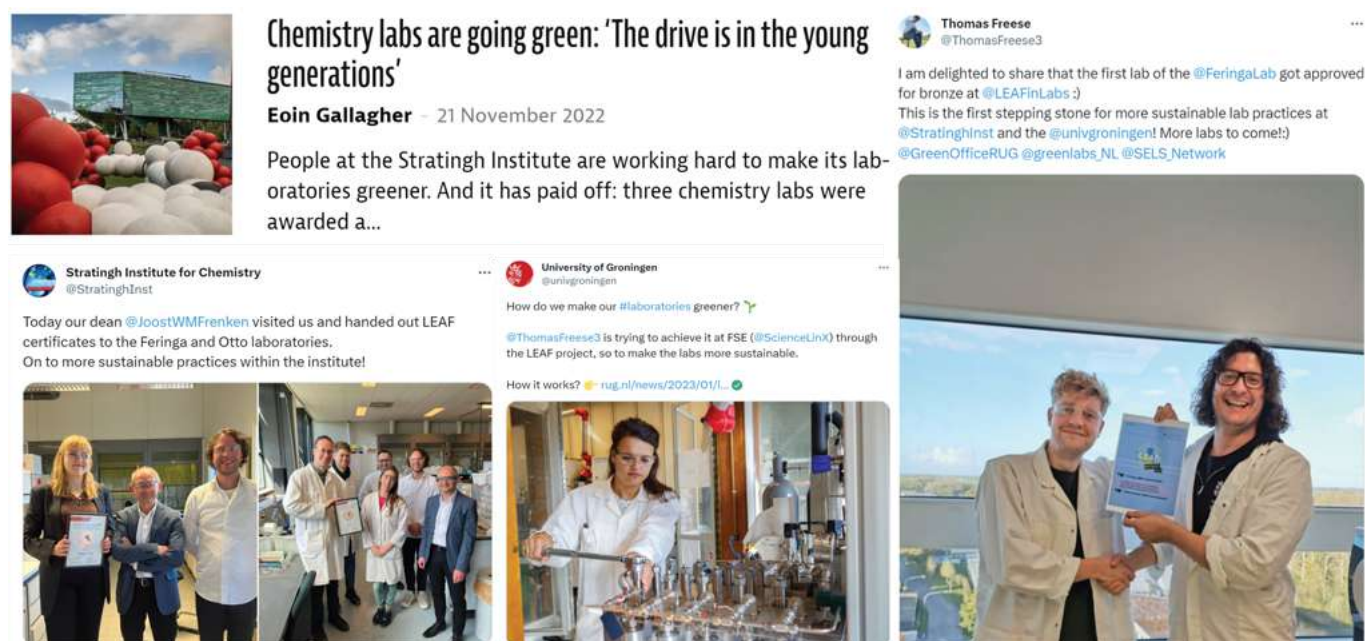 Chemistry labs are going green: 'The drive is in the young
generations'
Eoin Gallagher – 21 November 2022
People at the Stratingh Institute are working hard to make its lab-
oratories greener. And it has paid off: three chemistry labs were
awarded a...
Thomas Freese
@ThomasFreese3
I am delighted to share that the first lab of the @FeringaLab got approved
for bronze at @LEAFinLabs :)
This is the first stepping stone for more sustainable lab practices at
@StratinghInst and the @univgroningen! More labs to come!:)
@GreenOfficeRUG @greenlabs_NL @SELS_Network
Stratingh Institute for Chemistry
@StratinghInst
Today our dean @JoostWMFrenken visited us and handed out LEAF
certificates to the Feringa and Otto laboratories.
On to more sustainable practices within the institute!
University of Groningen
@univgroningen
How do we make our #laboratories greener?
@ThomasFreese3 is trying to achieve it at FSE (@ScienceLinX) through
the LEAF project, so to make the labs more sustainable.
How it works? rug.nl/news/2023/01/l...